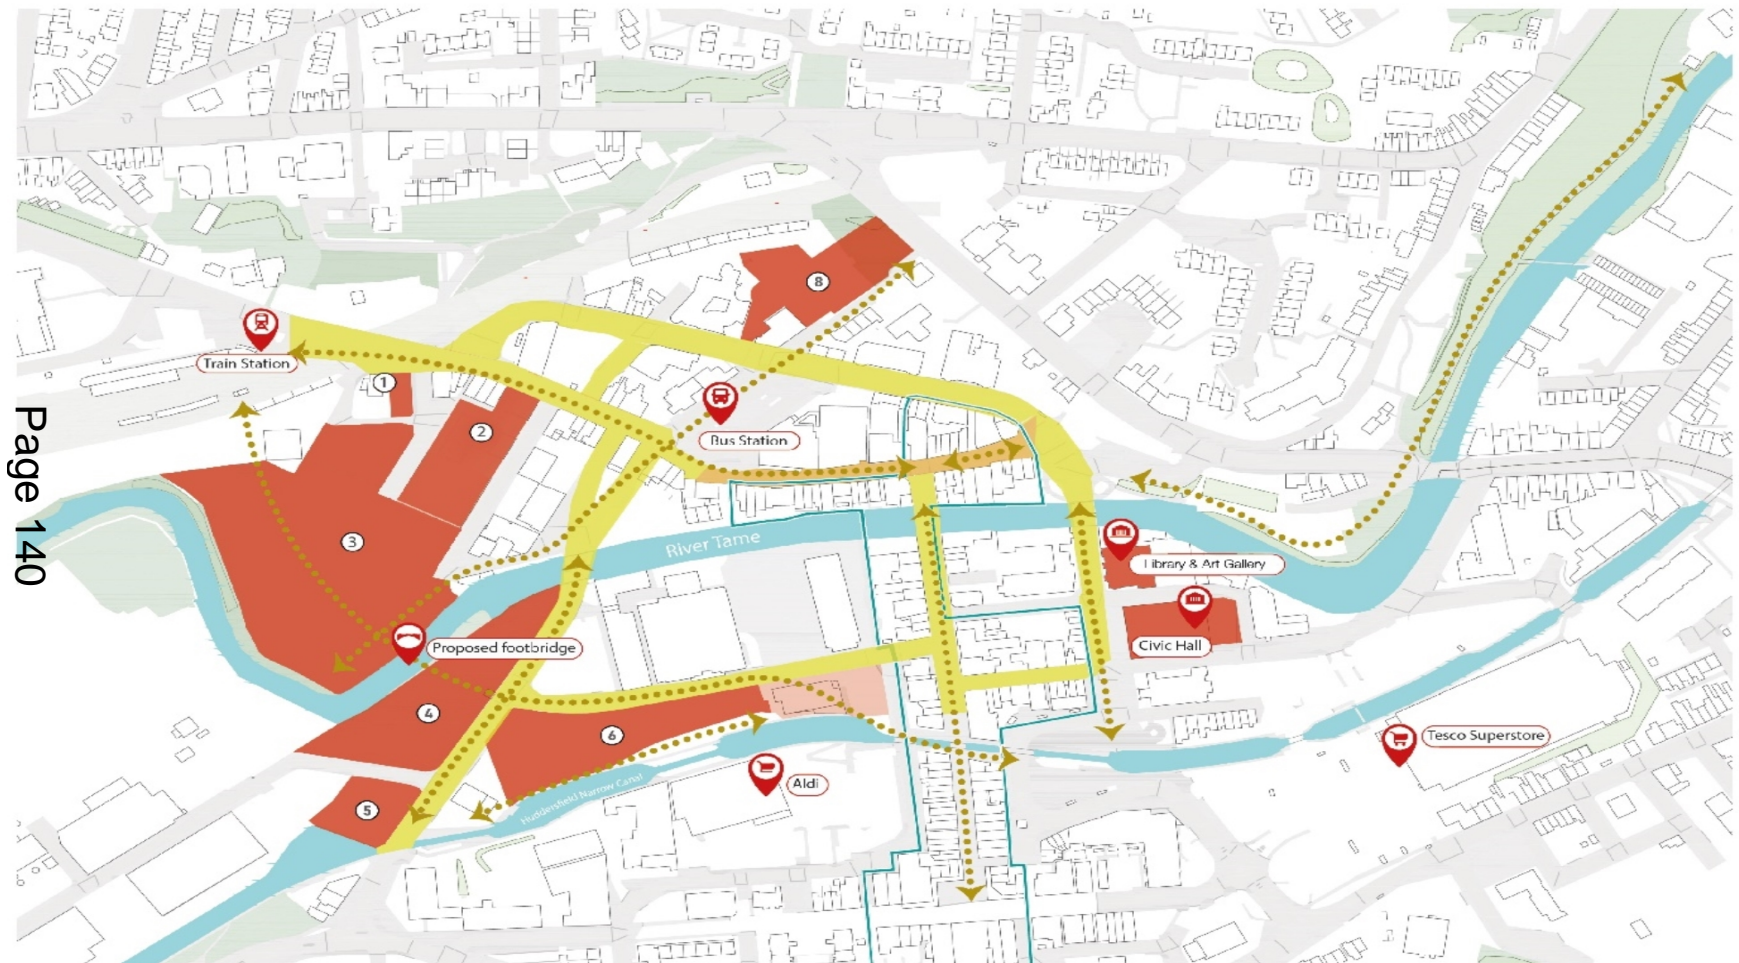 8
Train Station
1
2
Bus Station
Page 140
3
River Tame
Library & Art Gallery
Proposed footbridge
Civic Hall
4
6
Tesco Superstore
Aldi
Huddersfield Narrow Canal
5